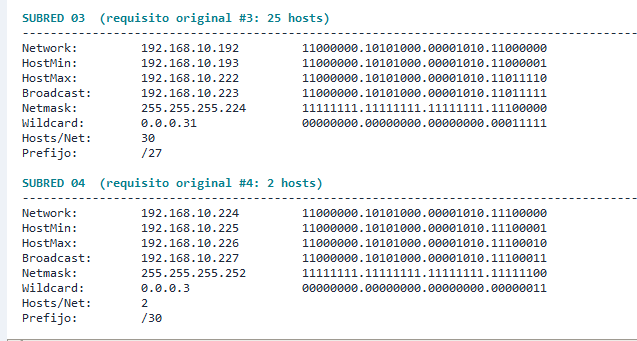 SUBRED 03  (requisito original #3: 25 hosts)
---------------------------------------------------------------------------------------
Network:       192.168.10.192        11000000.10101000.00001010.11000000
HostMin:       192.168.10.193        11000000.10101000.00001010.11000001
HostMax:       192.168.10.222        11000000.10101000.00001010.11011110
Broadcast:     192.168.10.223        11000000.10101000.00001010.11011111
Netmask:       255.255.255.224       11111111.11111111.11111111.11100000
Wildcard:      0.0.0.31              00000000.00000000.00000000.00011111
Hosts/Net:     30
Prefijo:       /27
SUBRED 04  (requisito original #4: 2 hosts)
---------------------------------------------------------------------------------------
Network:       192.168.10.224        11000000.10101000.00001010.11100000
HostMin:       192.168.10.225        11000000.10101000.00001010.11100001
HostMax:       192.168.10.226        11000000.10101000.00001010.11100010
Broadcast:     192.168.10.227        11000000.10101000.00001010.11100011
Netmask:       255.255.255.252       11111111.11111111.11111111.11111100
Wildcard:      0.0.0.3               00000000.00000000.00000000.00000011
Hosts/Net:     2
Prefijo:       /30